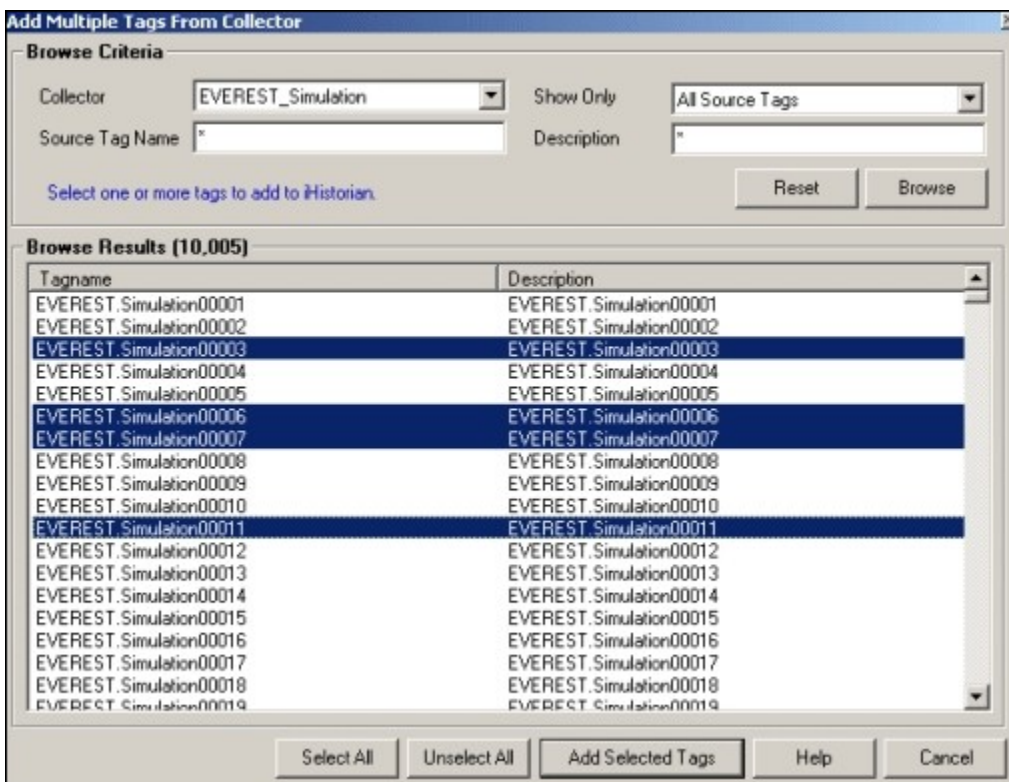 Add Multiple Tags From Collector
Browse Criteria
Collector EVEREST_Simulation Show Only All Source Tags
Source Tag Name * Description *
Select one or more tags to add to iHistorian. Reset Browse
Browse Results (10,005)
Tagname Description
EVEREST.Simulation00001 EVEREST.Simulation00001
EVEREST.Simulation00002 EVEREST.Simulation00002
EVEREST.Simulation00003 EVEREST.Simulation00003
EVEREST.Simulation00004 EVEREST.Simulation00004
EVEREST.Simulation00005 EVEREST.Simulation00005
EVEREST.Simulation00006 EVEREST.Simulation00006
EVEREST.Simulation00007 EVEREST.Simulation00007
EVEREST.Simulation00008 EVEREST.Simulation00008
EVEREST.Simulation00009 EVEREST.Simulation00009
EVEREST.Simulation00010 EVEREST.Simulation00010
EVEREST.Simulation00011 EVEREST.Simulation00011
EVEREST.Simulation00012 EVEREST.Simulation00012
EVEREST.Simulation00013 EVEREST.Simulation00013
EVEREST.Simulation00014 EVEREST.Simulation00014
EVEREST.Simulation00015 EVEREST.Simulation00015
EVEREST.Simulation00016 EVEREST.Simulation00016
EVEREST.Simulation00017 EVEREST.Simulation00017
EVEREST.Simulation00018 EVEREST.Simulation00018
EVEREST.Simulation00019 EVEREST.Simulation00019
Select All Unselect All Add Selected Tags Help Cancel